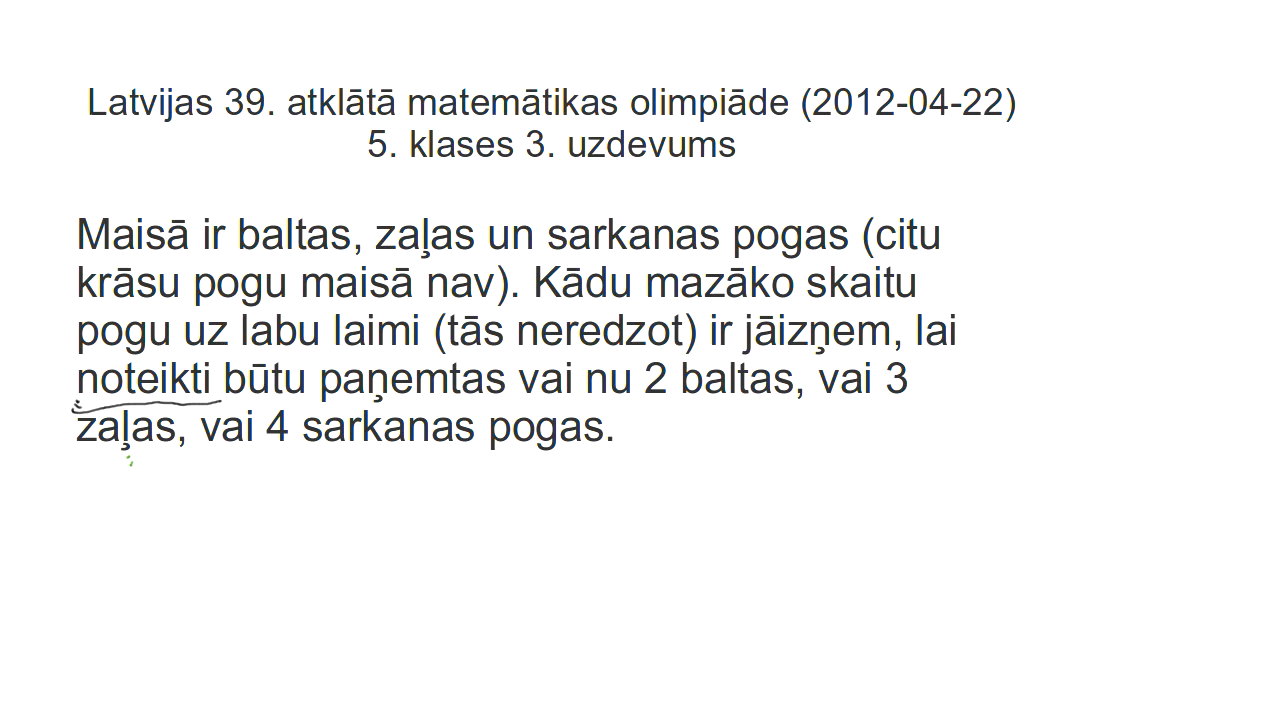 Latvijas 39. atklātā matemātikas olimpiāde (2012-04-22)
5. klases 3. uzdevums
Maisā ir baltas, zaļas un sarkanas pogas (citu
krāsu pogu maisā nav). Kādu mazāko skaitu
pogu uz labu laimi (tās neredzot) ir jāizņem, lai
noteikti būtu paņemtas vai nu 2 baltas, vai 3
zaļas, vai 4 sarkanas pogas.